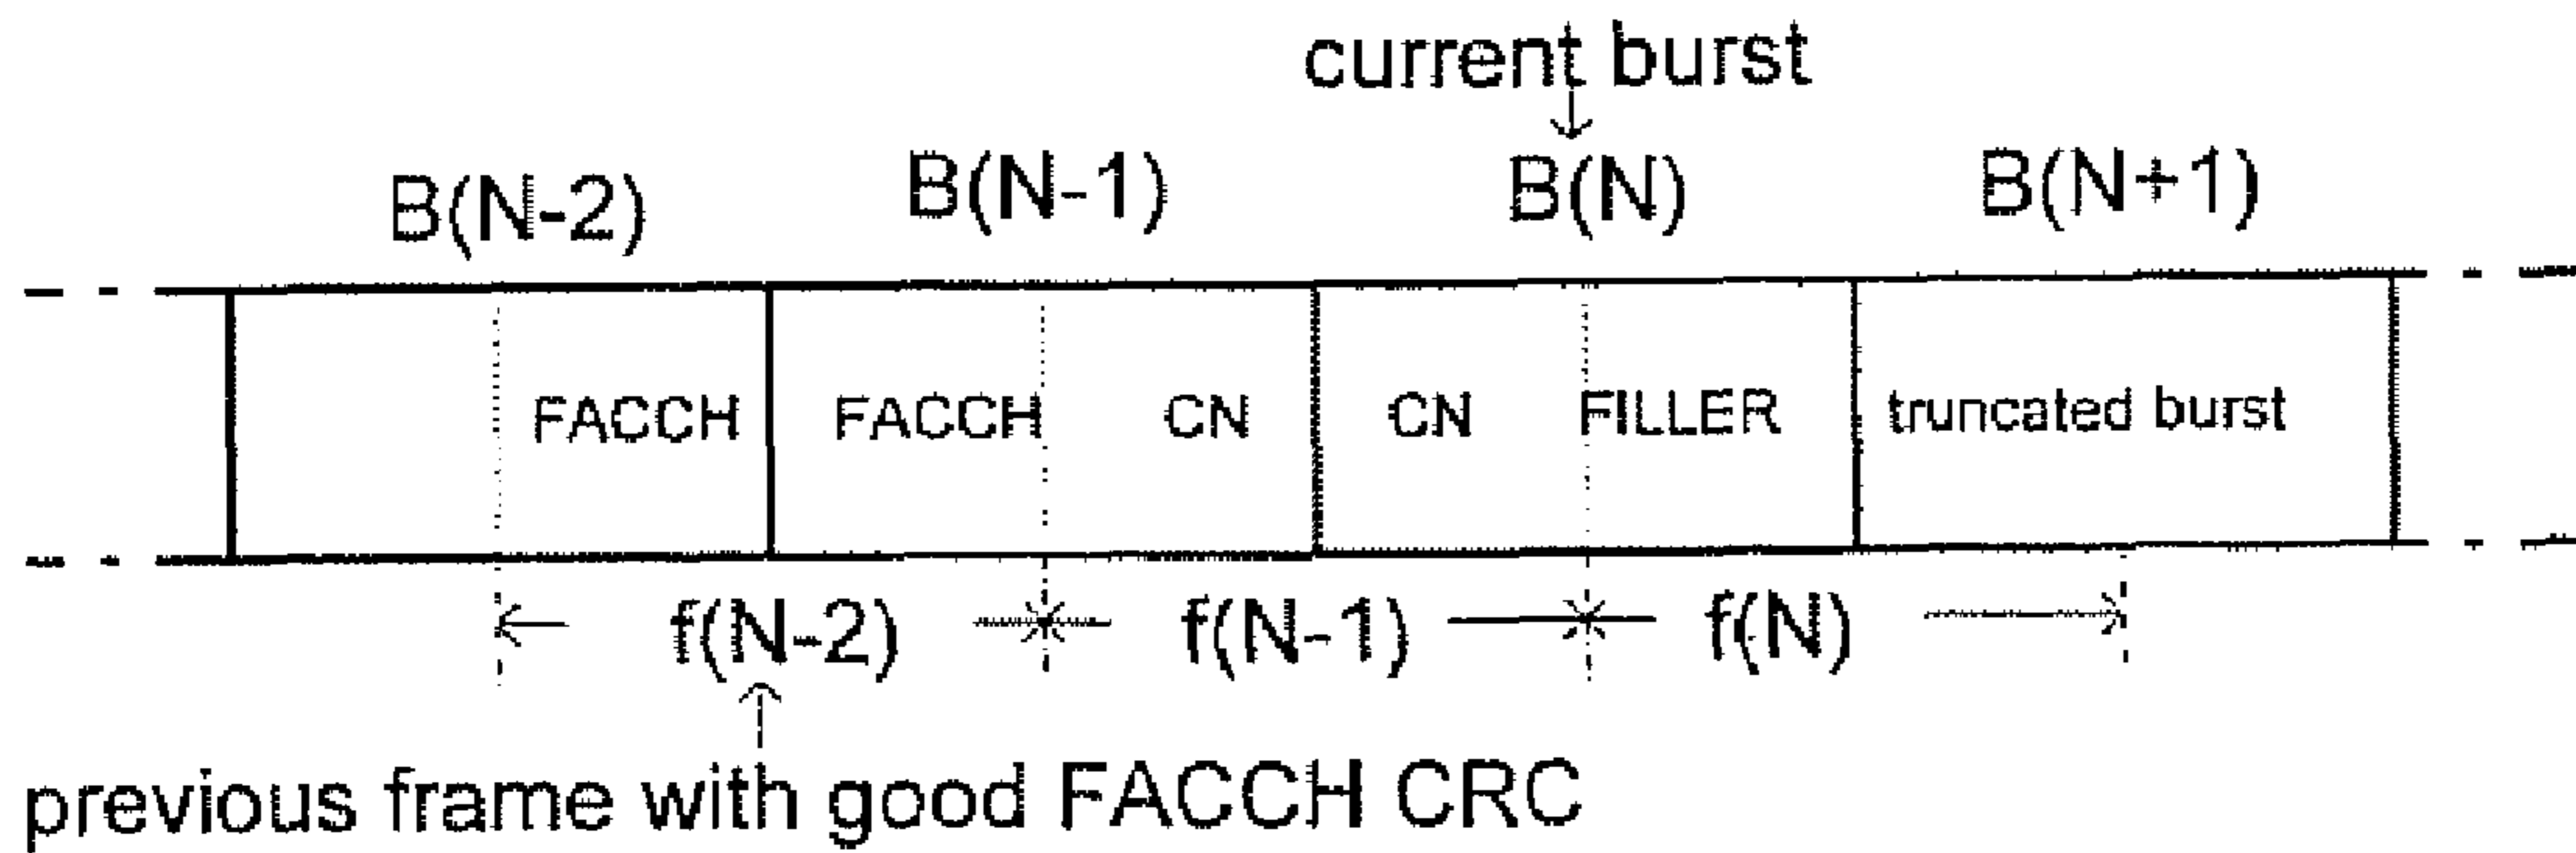 current burst
B(N-2) B(N-1) B(N) B(N+1)
FACCH FACCH CN CN FILLER truncated burst
f(N-2) f(N-1) f(N)
previous frame with good FACCH CRC